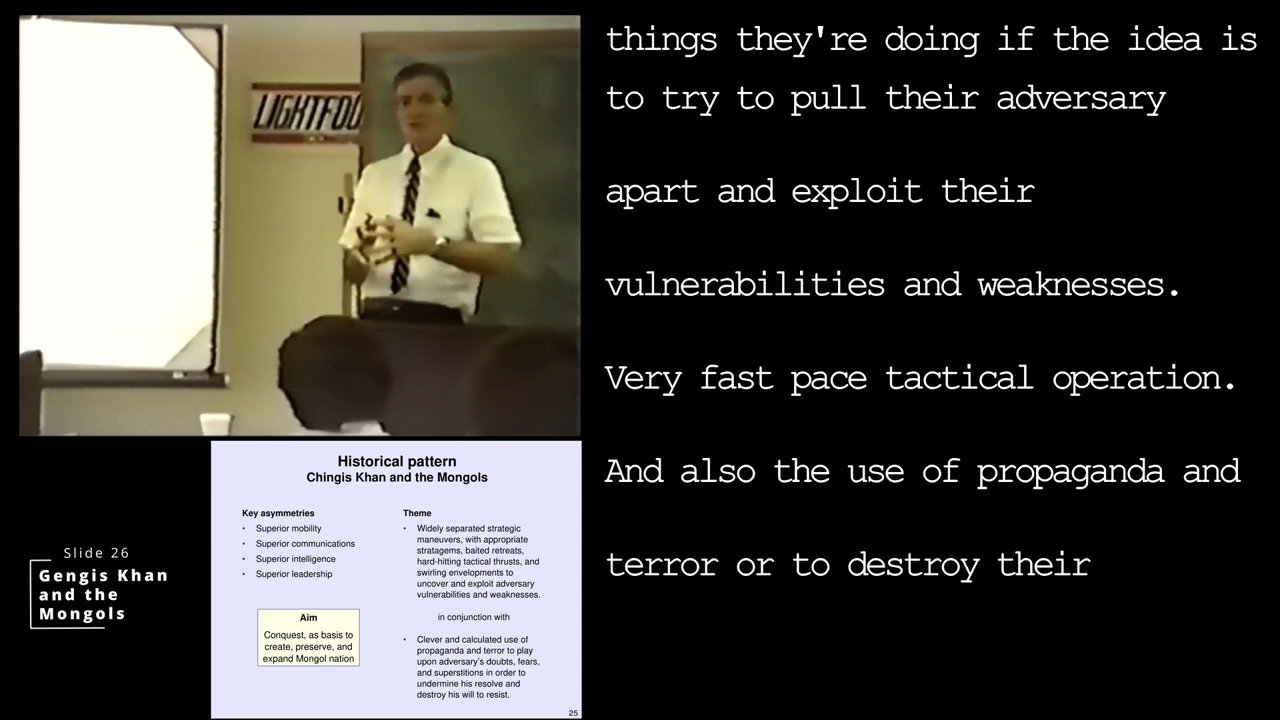 LIGHTFOO
things they're doing if the idea is
to try to pull their adversary
apart and exploit their
vulnerabilities and weaknesses.
Very fast pace tactical operation.
And also the use of propaganda and
terror or to destroy their
Slide 26
Gengis Khan
and the
Mongols
Historical pattern
Chingis Khan and the Mongols
Key asymmetries
• Superior mobility
• Superior communications
• Superior intelligence
• Superior leadership
Aim
Conquest, as basis to
create, preserve, and
expand Mongol nation
Theme
• Widely separated strategic
maneuvers, with appropriate
stratagems, baited retreats,
hard-hitting tactical thrusts, and
swirling envelopments to
uncover and exploit adversary
vulnerabilities and weaknesses.
in conjunction with
• Clever and calculated use of
propaganda and terror to play
upon adversary's doubts, fears,
and superstitions in order to
undermine his resolve and
destroy his will to resist.
25